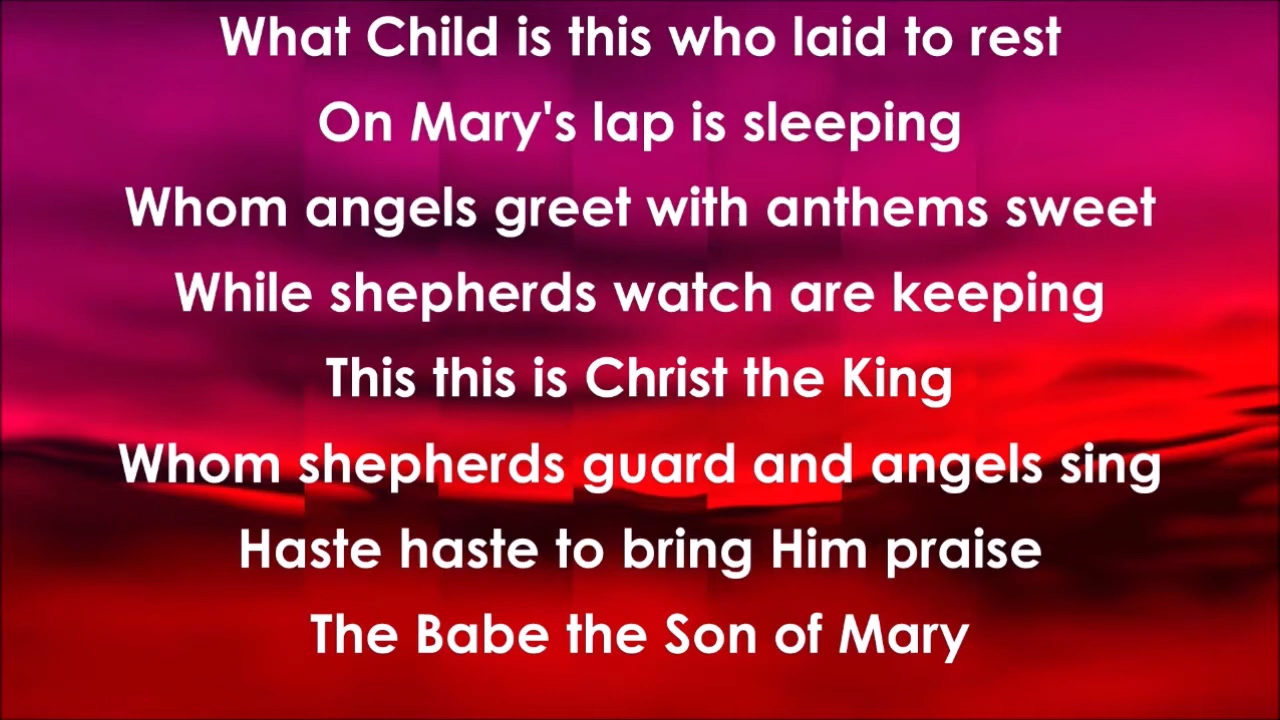 What Child is this who laid to rest
On Mary's lap is sleeping
Whom angels greet with anthems sweet
While shepherds watch are keeping
This this is Christ the King
Whom shepherds guard and angels sing
Haste haste to bring Him praise
The Babe the Son of Mary